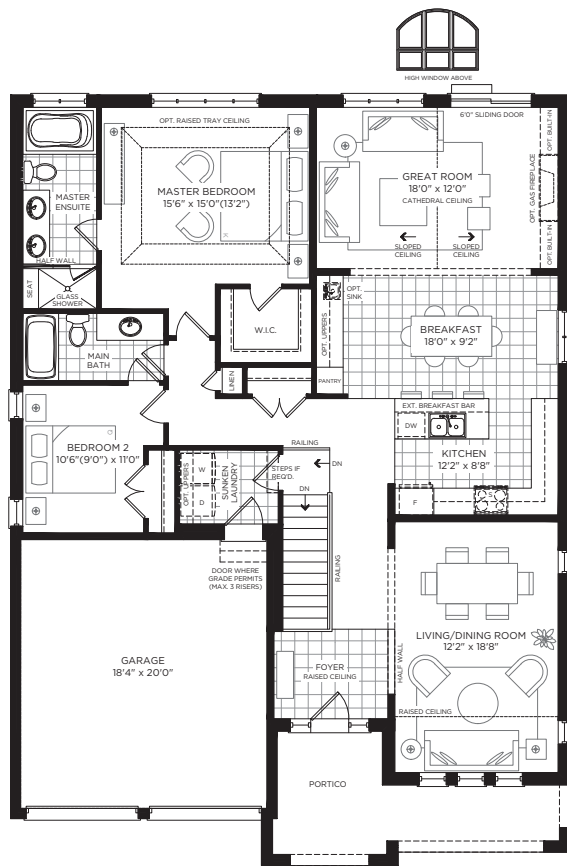 HIGH WINDOW ABOVE
OPT. RAISED TRAY CEILING
6'0" SLIDING DOOR
OPT. BUILT-IN
MASTER
ENSUITE
MASTER BEDROOM
15'6" x 15'0"(13'2")
GREAT ROOM
18'0" x 12'0"
CATHEDRAL CEILING
OPT. GAS FIREPLACE
SLOPED
CEILING
SLOPED
CEILING
OPT. BUILT-IN
HALF WALL
SEAT
GLASS
SHOWER
OPT.
SINK
W.I.C.
OPT. UPPERS
BREAKFAST
18'0" x 9'2"
MAIN
BATH
LINEN
PANTRY
EXT. BREAKFAST BAR
DW
BEDROOM 2
10'6"(9'0") x 11'0"
RAILING
KITCHEN
12'2" x 8'8"
OPT. UPPERS
W
D
SUNKEN
LAUNDRY
STEPS IF
REQ'D.
DN
DN
F
S
DOOR WHERE
GRADE PERMITS
(MAX. 3 RISERS)
RAILING
LIVING/DINING ROOM
12'2" x 18'8"
GARAGE
18'4" x 20'0"
FOYER
RAISED CEILING
HALF WALL
RAISED CEILING
PORTICO